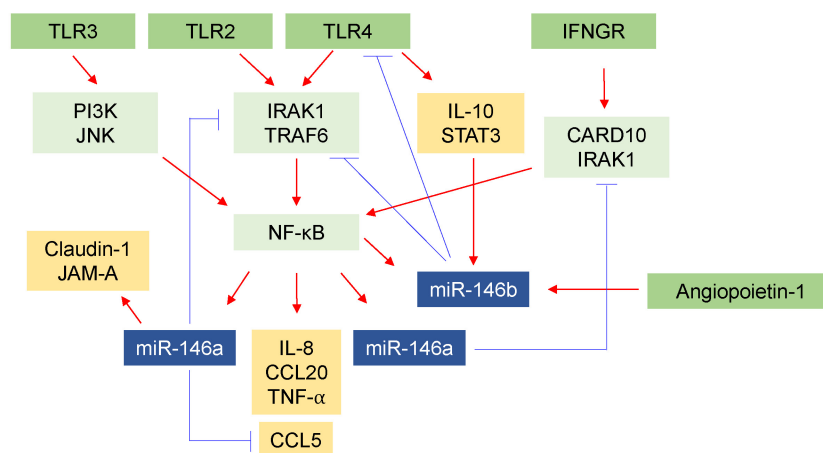 TLR3
TLR2
TLR4
IFNGR
PI3K
JNK
IRAK1
TRAF6
IL-10
STAT3
CARD10
IRAK1
NF-κB
Claudin-1
JAM-A
miR-146b
Angiopoietin-1
miR-146a
IL-8
CCL20
TNF-α
miR-146a
CCL5